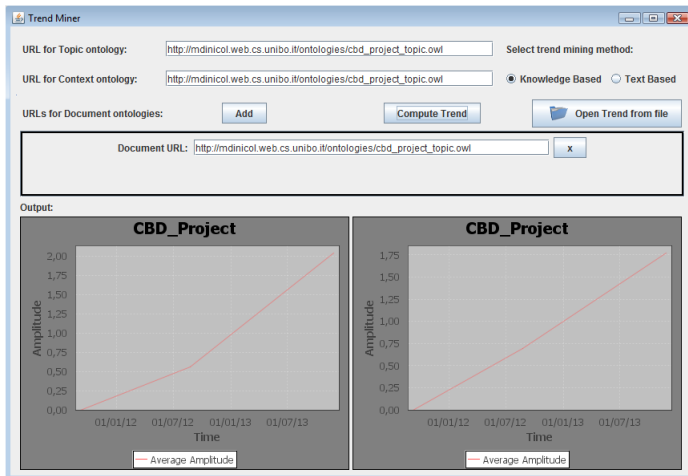 Trend Miner
URL for Topic ontology:
http://mdinicol.web.cs.unibo.it/ontologies/cbd_project_topic.owl
Select trend mining method:
URL for Context ontology:
http://mdinicol.web.cs.unibo.it/ontologies/cbd_project_topic.owl
Knowledge Based
Text Based
URLs for Document ontologies:
Add
Compute Trend
Open Trend from file
Document URL:
http://mdinicol.web.cs.unibo.it/ontologies/cbd_project_topic.owl
x
Output:
CBD_Project
2,00
1,75
1,50
1,25
1,00
0,75
0,50
0,25
0,00
Amplitude
01/01/12
01/07/12
01/01/13
01/07/13
Time
Average Amplitude
CBD_Project
1,75
1,50
1,25
1,00
0,75
0,50
0,25
0,00
Amplitude
01/01/12
01/07/12
01/01/13
01/07/13
Time
Average Amplitude